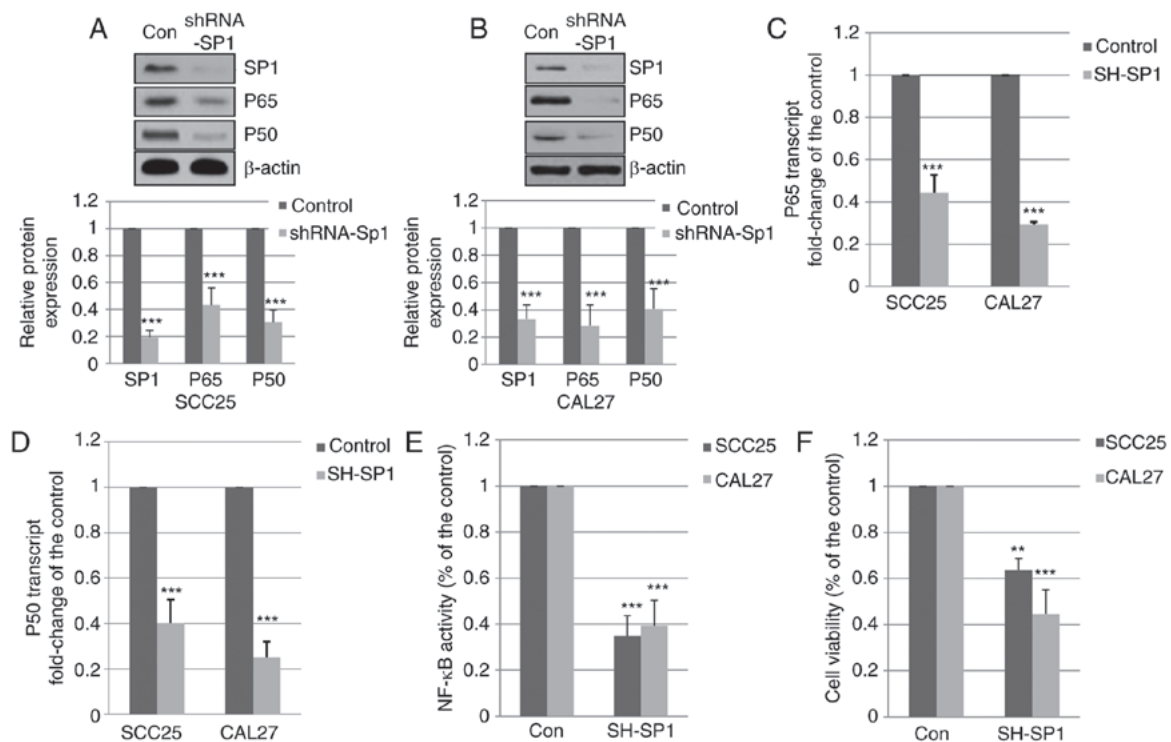 A
Con
shRNA
-SP1
SP1
P65
P50
β-actin
Relative protein
expression
1.2
1
0.8
0.6
0.4
0.2
0
Control
shRNA-Sp1
***
***
***
SP1 P65 P50
SCC25
B
Con
shRNA
-SP1
SP1
P65
P50
β-actin
Relative protein
expression
1.2
1
0.8
0.6
0.4
0.2
0
Control
shRNA-Sp1
***
***
***
SP1 P65 P50
CAL27
C
P65 transcript
fold-change of the control
1.2
1
0.8
0.6
0.4
0.2
0
Control
SH-SP1
***
***
SCC25 CAL27
D
P50 transcript
fold-change of the control
1.2
1
0.8
0.6
0.4
0.2
0
Control
SH-SP1
***
***
SCC25 CAL27
E
NF-κB activity (% of the control)
1.2
1
0.8
0.6
0.4
0.2
0
SCC25
CAL27
***
***
Con SH-SP1
F
Cell viability (% of the control)
1.2
1
0.8
0.6
0.4
0.2
0
SCC25
CAL27
**
***
Con SH-SP1